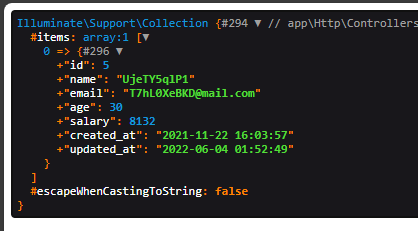 Illuminate\Support\Collection {#294 ▼ // app\Http\Controllers
#items: array:1 [▼
0 => {#296 ▼
+"id": 5
+"name": "UjeTY5qlP1"
+"email": "T7hL0XeBKD@mail.com"
+"age": 30
+"salary": 8132
+"created_at": "2021-11-22 16:03:57"
+"updated_at": "2022-06-04 01:52:49"
}
]
#escapeWhenCastingToString: false
}